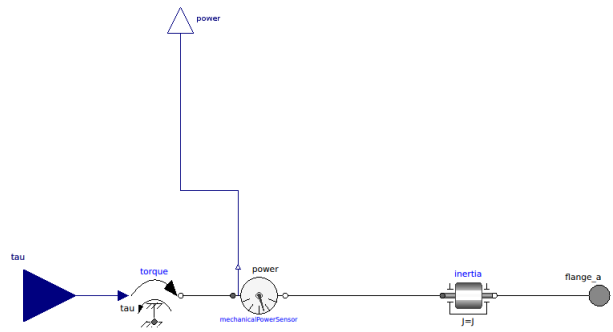 power
tau
torque
power
inertia
flange_a
tau
mechanicalPowerSensor
J=J